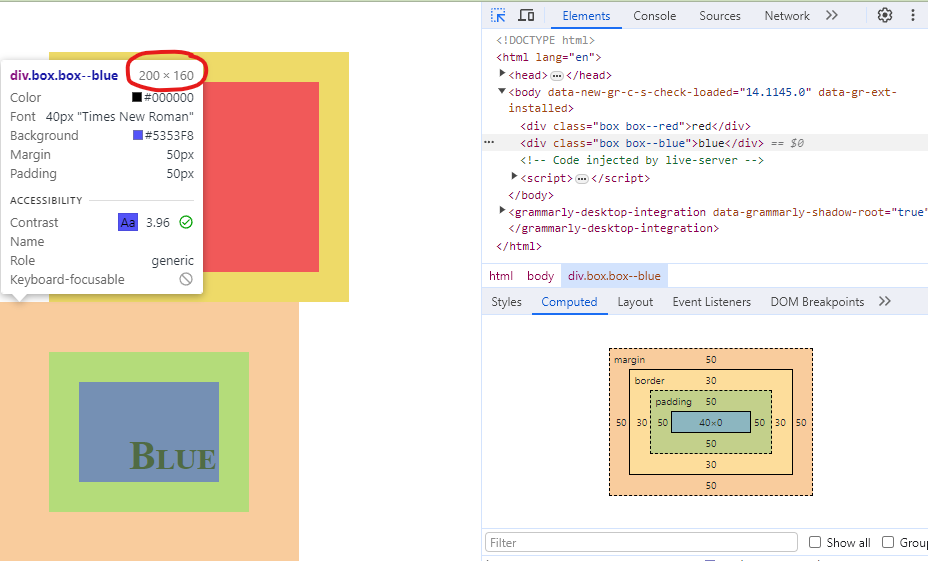 Elements Console Sources Network
<!DOCTYPE html>
<html lang="en">
<head> ••• </head>
<body data-new-gr-c-s-check-loaded="14.1145.0" data-gr-ext-
installed>
<div class="box box--red">red</div>
••• <div class="box box--blue">blue</div> == $0
<!-- Code injected by live-server -->
<script> ••• </script>
</body>
<grammarly-desktop-integration data-grammarly-shadow-root="true"
</grammarly-desktop-integration>
</html>
html body div.box.box--blue
Styles Computed Layout Event Listeners DOM Breakpoints
margin 50
border 30
padding 50
50 30 50 40×0 50 30 50
50
30
50
Filter Show all Group
div.box.box--blue 200 × 160
Color #000000
Font 40px "Times New Roman"
Background #5353F8
Margin 50px
Padding 50px
ACCESSIBILITY
Contrast Aa 3.96
Name
Role generic
Keyboard-focusable
BLUE